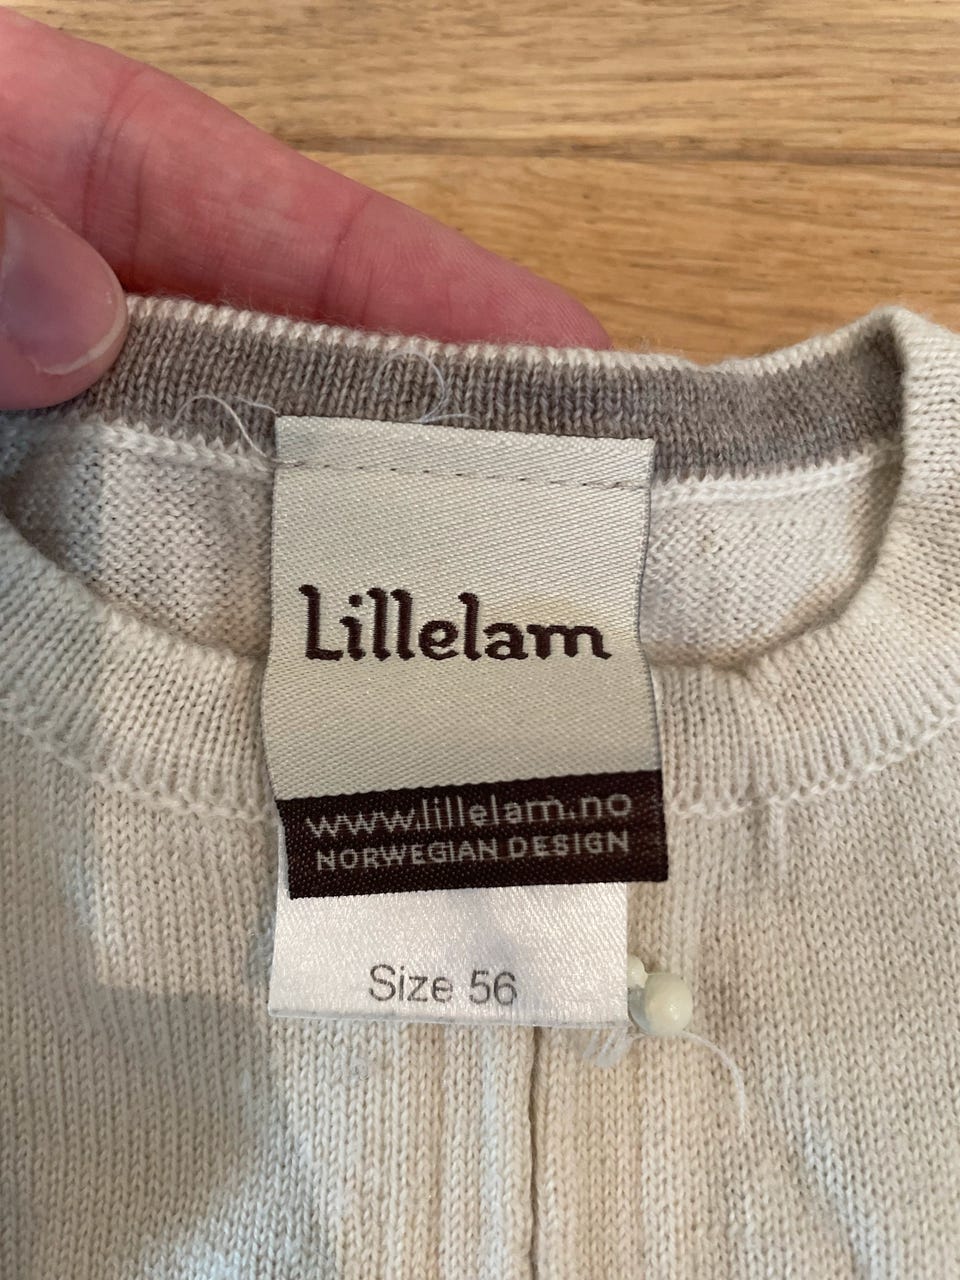 Lillelam
www.lillelam.no
NORWEGIAN DESIGN
Size 56